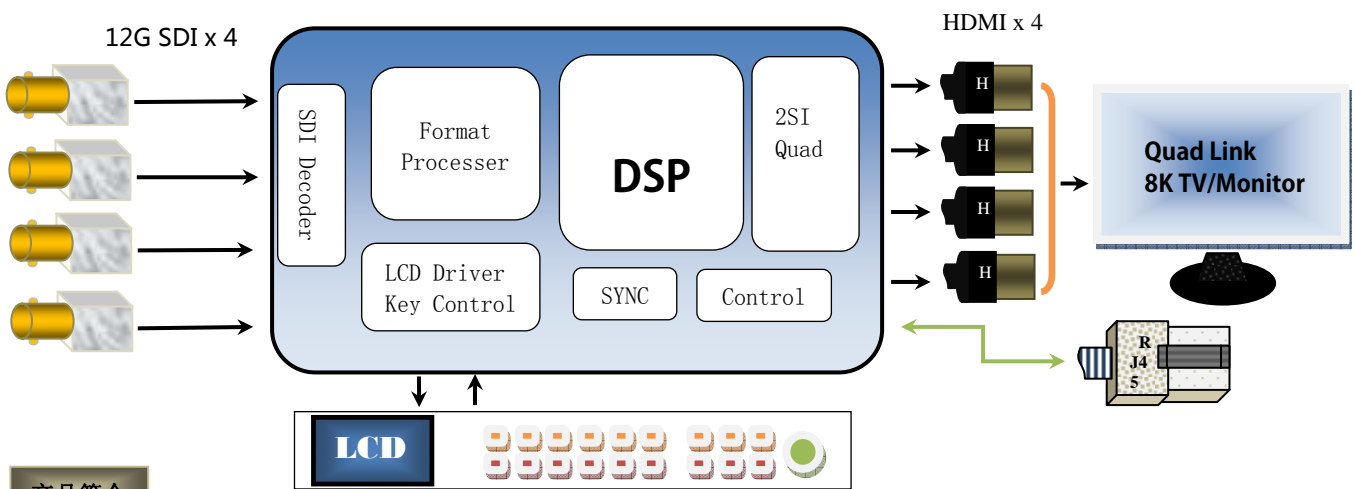 12G SDI x 4
HDMI x 4
SDI Decoder
Format
Processer
DSP
2SI
Quad
LCD Driver
Key Control
SYNC
Control
H
H
H
H
Quad Link
8K TV/Monitor
R
J4
5
LCD